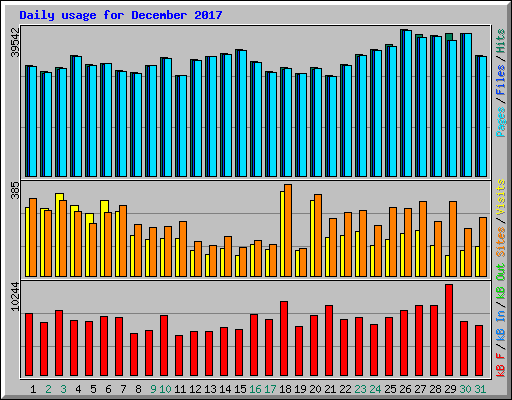 Daily usage for December 2017
39542
Pages / Files / Hits
385
Sites / Visits
10244
kB F / kB In / kB Out
1 2 3 4 5 6 7 8 9 10 11 12 13 14 15 16 17 18 19 20 21 22 23 24 25 26 27 28 29 30 31